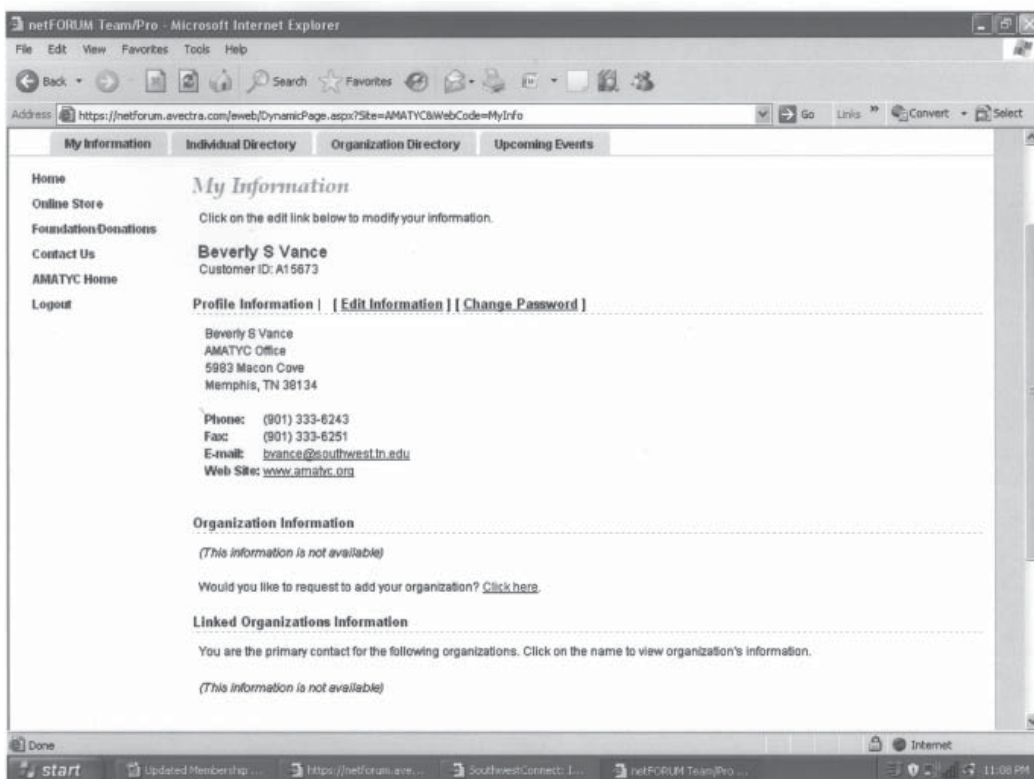 netFORUM Team/Pro - Microsoft Internet Explorer
File Edit View Favorites Tools Help
Back Search Favorites
Address https://netforum.avectra.com/eweb/DynamicPage.aspx?Site=AMATYC&WebCode=MyInfo Go Links » Convert Select
My Information Individual Directory Organization Directory Upcoming Events
Home
Online Store
Foundation/Donations
Contact Us
AMATYC Home
Logout
My Information
Click on the edit link below to modify your information.
Beverly S Vance
Customer ID: A15673
Profile Information | [ Edit Information ] [ Change Password ]
Beverly S Vance
AMATYC Office
5983 Macon Cove
Memphis, TN 38134
Phone: (901) 333-6243
Fax: (901) 333-6251
E-mail: bvance@southwest.tn.edu
Web Site: www.amatyc.org
Organization Information
(This information is not available)
Would you like to request to add your organization? Click here.
Linked Organizations Information
You are the primary contact for the following organizations. Click on the name to view organization's information.
(This information is not available)
Done Internet
start Updated Membership ... https://netforum.ave... SouthwestConnect: I... netFORUM Team/Pro ... 11:08 PM